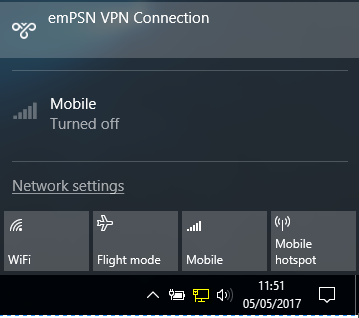 emPSN VPN Connection
Mobile
Turned off
Network settings
WiFi
Flight mode
Mobile
Mobile
hotspot
11:51
05/05/2017